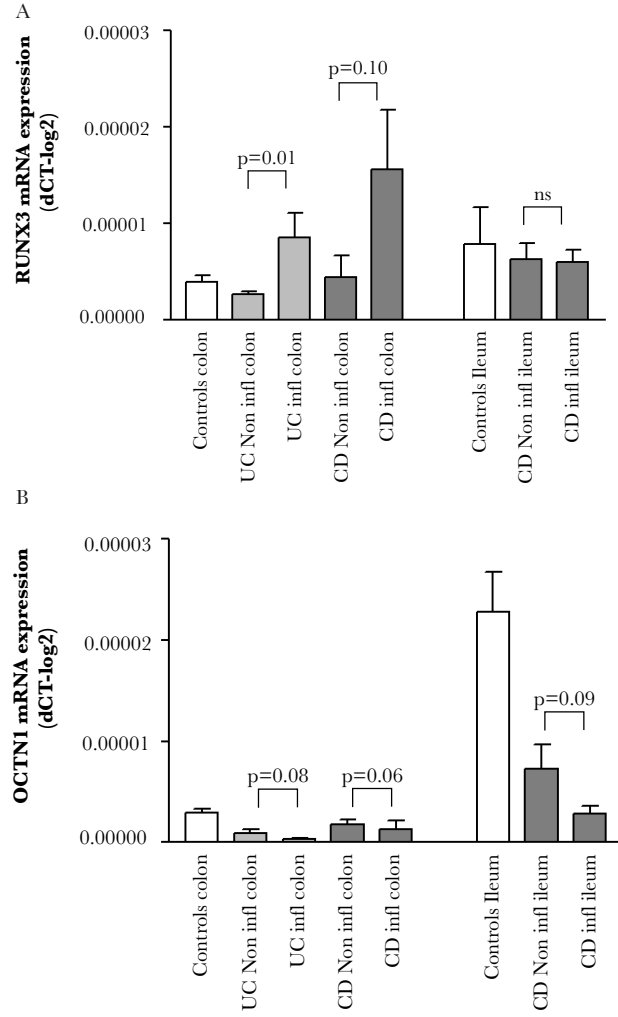 A
RUNX3 mRNA expression
(dCT-log2)
0.00003
0.00002
0.00001
0.00000
p=0.01
p=0.10
ns
Controls colon
UC Non infl colon
UC infl colon
CD Non infl colon
CD infl colon
Controls Ileum
CD Non infl ileum
CD infl ileum
B
OCTN1 mRNA expression
(dCT-log2)
0.00003
0.00002
0.00001
0.00000
p=0.08
p=0.06
p=0.09
Controls colon
UC Non infl colon
UC infl colon
CD Non infl colon
CD infl colon
Controls Ileum
CD Non infl ileum
CD infl ileum